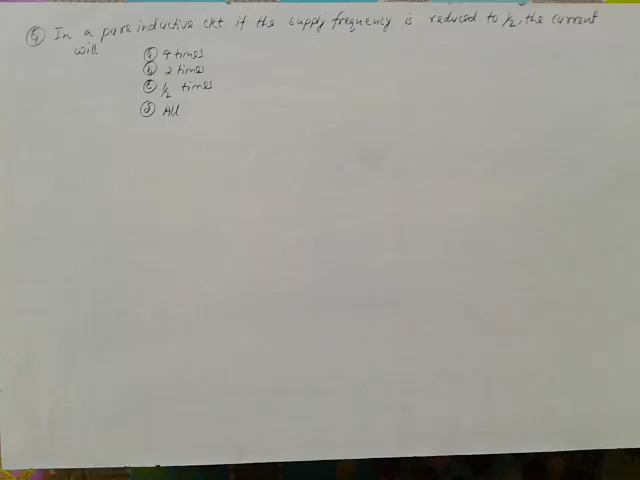 Q In a pure inductive ckt if the supply frequency is reduced to 1/2, the current
will
(a) 4 times
(b) 2 times
(c) 1/2 times
(d) All